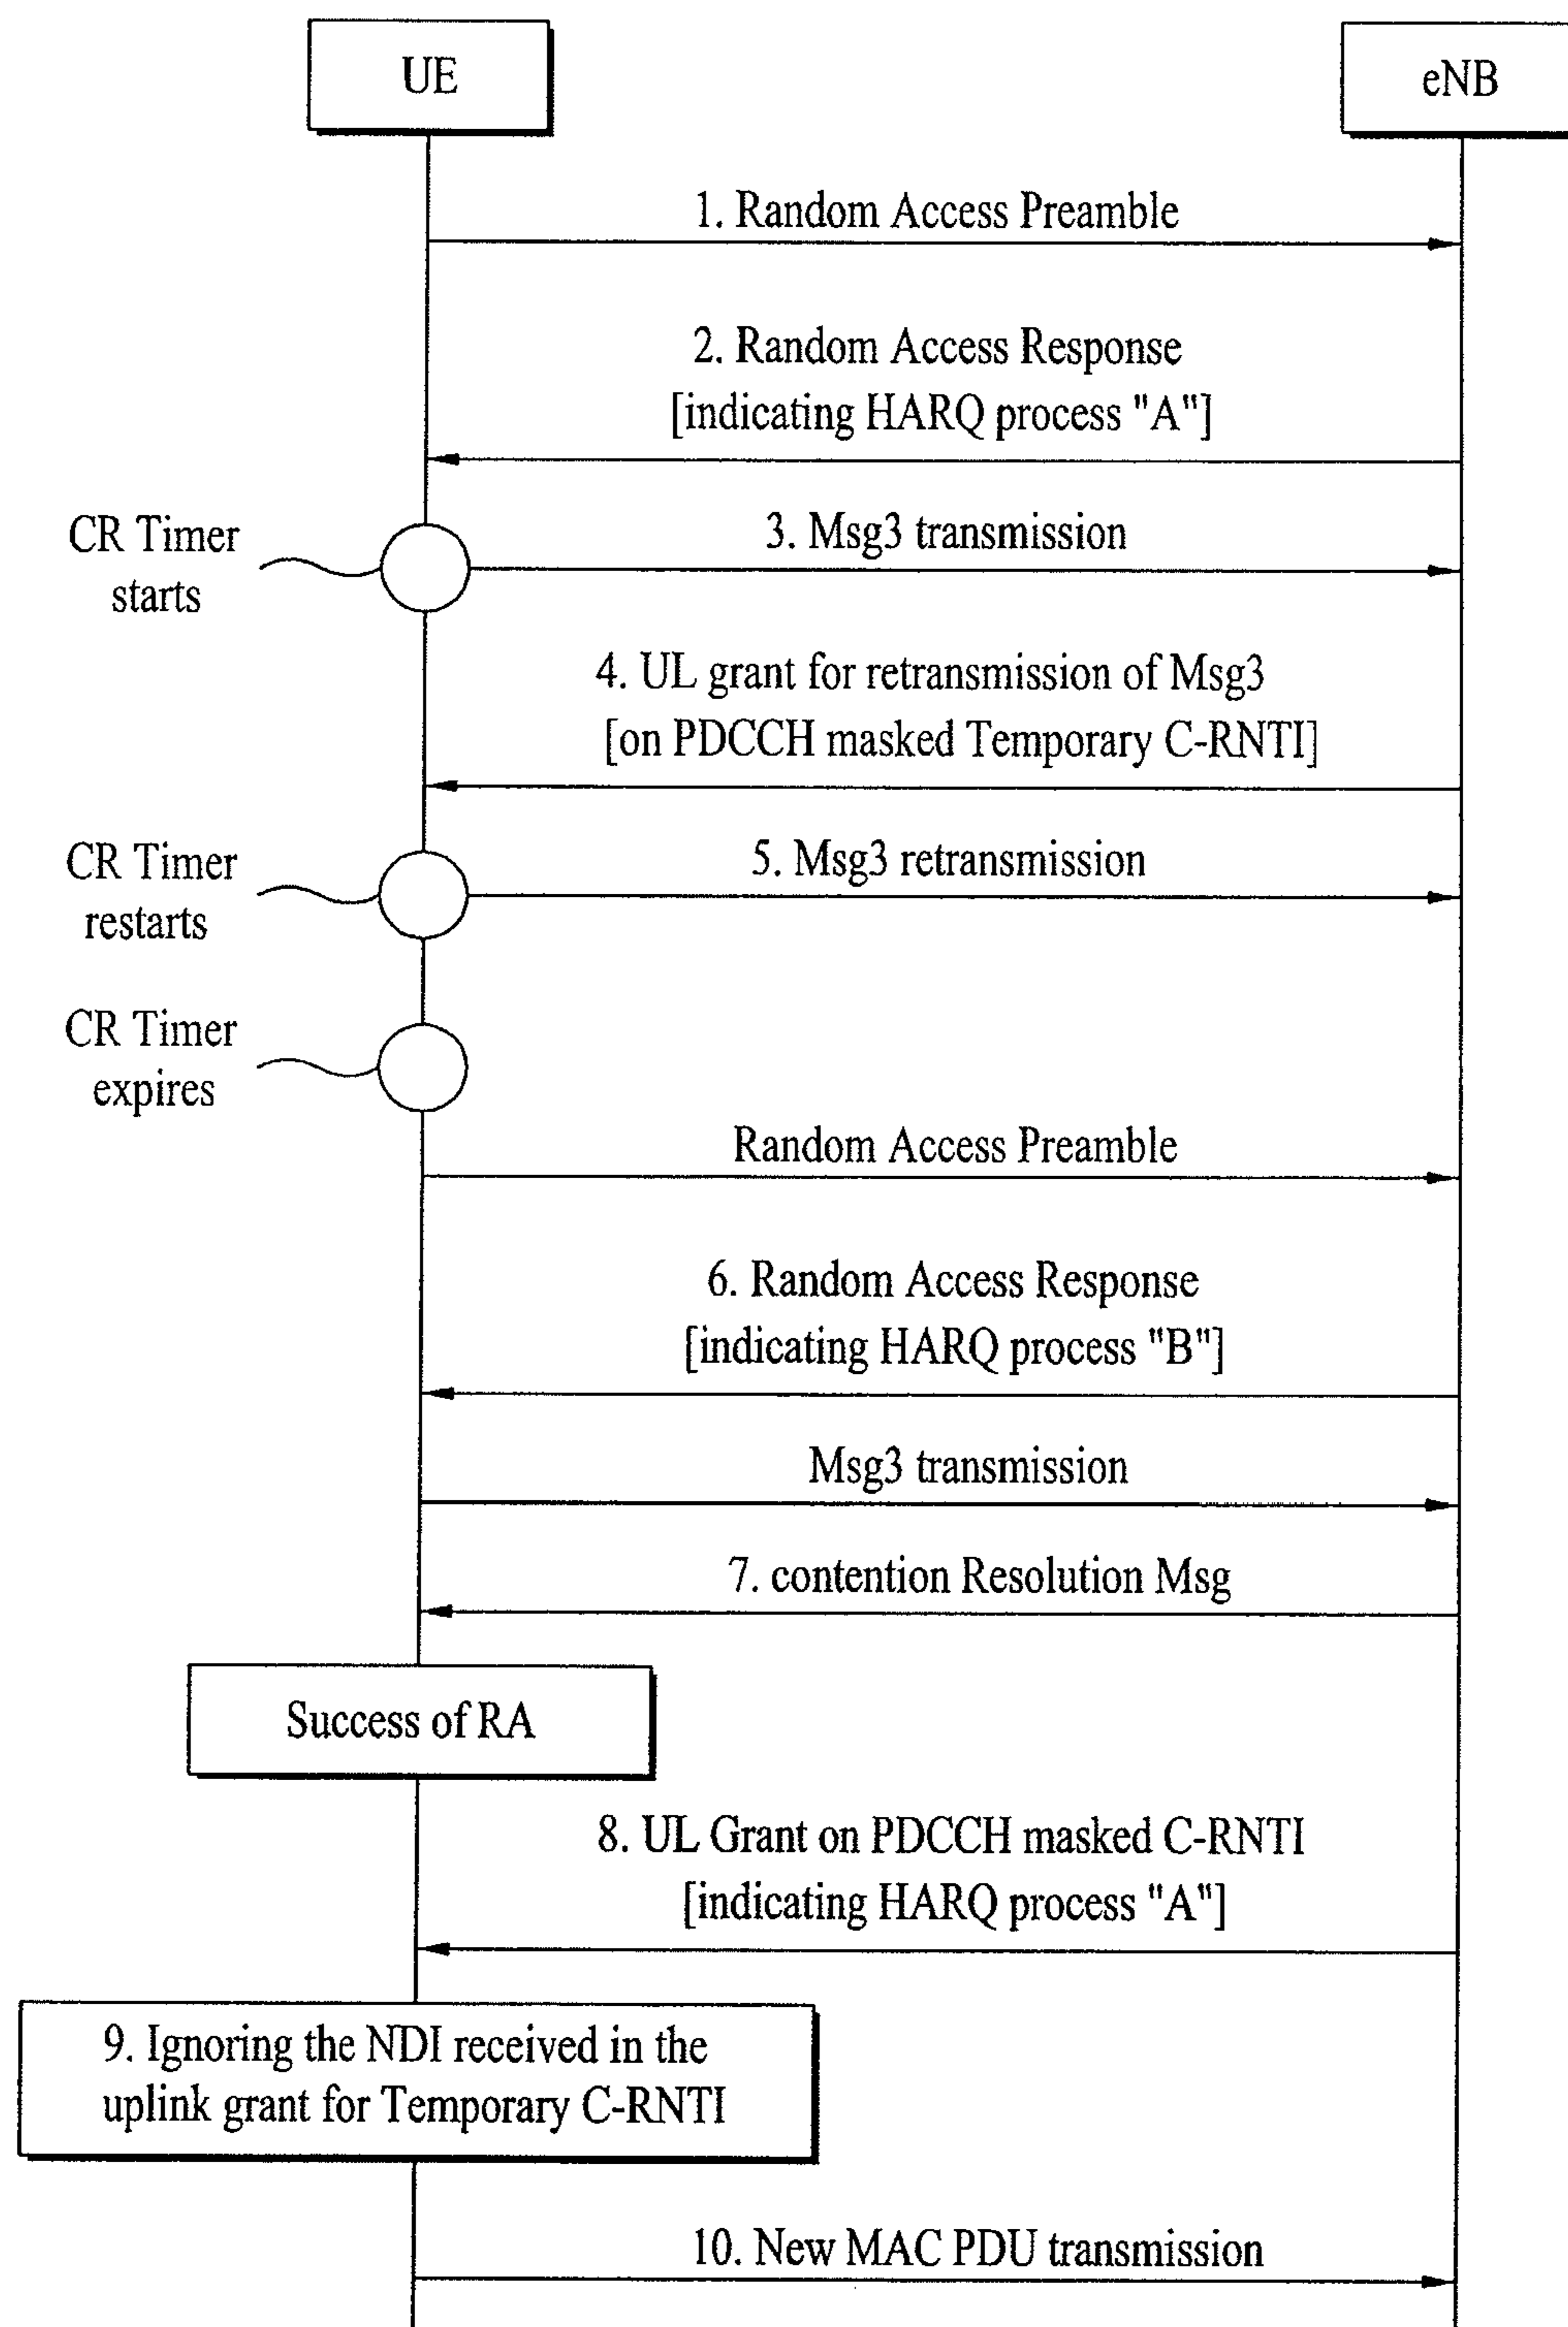 UE
eNB
1. Random Access Preamble
2. Random Access Response
[indicating HARQ process "A"]
CR Timer
starts
3. Msg3 transmission
4. UL grant for retransmission of Msg3
[on PDCCH masked Temporary C-RNTI]
CR Timer
restarts
5. Msg3 retransmission
CR Timer
expires
Random Access Preamble
6. Random Access Response
[indicating HARQ process "B"]
Msg3 transmission
7. contention Resolution Msg
Success of RA
8. UL Grant on PDCCH masked C-RNTI
[indicating HARQ process "A"]
9. Ignoring the NDI received in the
uplink grant for Temporary C-RNTI
10. New MAC PDU transmission